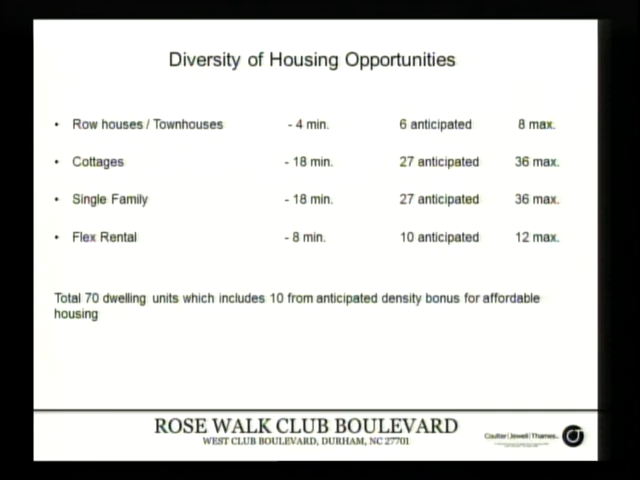 Diversity of Housing Opportunities
• Row houses / Townhouses - 4 min. 6 anticipated 8 max.
• Cottages - 18 min. 27 anticipated 36 max.
• Single Family - 18 min. 27 anticipated 36 max.
• Flex Rental - 8 min. 10 anticipated 12 max.
Total 70 dwelling units which includes 10 from anticipated density bonus for affordable
housing
ROSE WALK CLUB BOULEVARD
WEST CLUB BOULEVARD, DURHAM, NC 27701
Coulter|Jewell|Thames